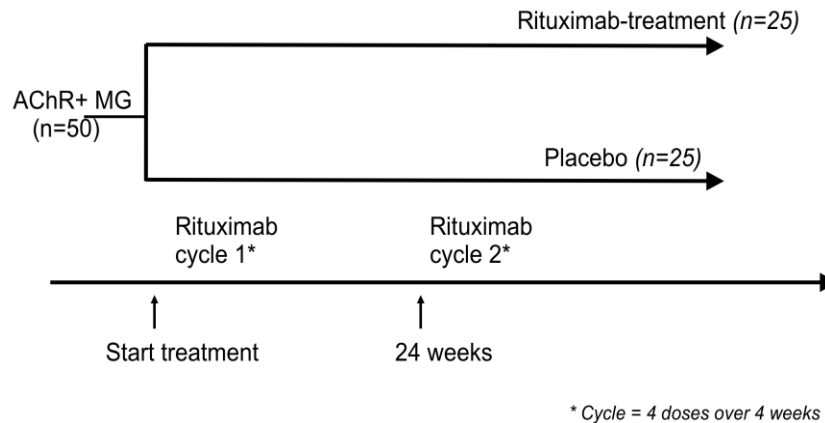 Rituximab-treatment (n=25)
AChR+ MG
(n=50)
Placebo (n=25)
Rituximab
cycle 1*
Rituximab
cycle 2*
Start treatment
24 weeks
* Cycle = 4 doses over 4 weeks